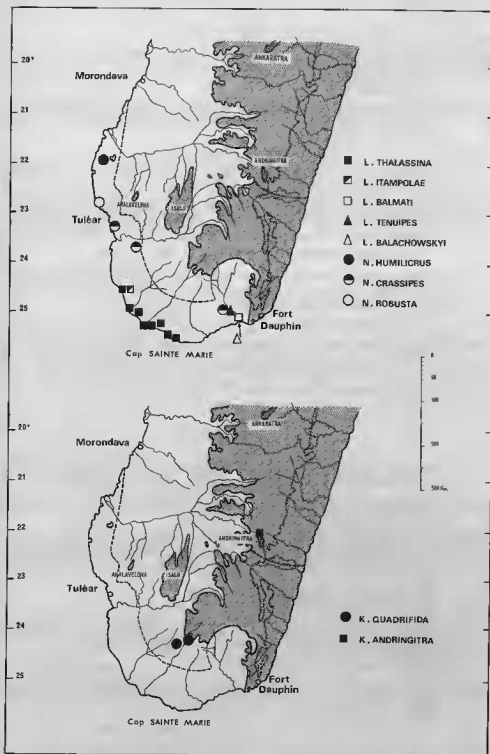 20°
ANKARATRA
Morondava
21
ANDRINGITRA
22
ANALAVELONA
ISALO
23
Tuléar
24
25
Fort
Dauphin
Cap SAINTE MARIE
L. THALASSINA
L. ITAMPOLAE
L. BALMATI
L. TENUIPES
L. BALACHOWSKYI
N. HUMILICRUS
N. CRASSIPES
N. ROBUSTA
0
500 Km.
20°
ANKARATRA
Morondava
21
22
ANDRINGITRA
ANALAVELONA
ISALO
23
Tuléar
24
25
Fort
Dauphin
Cap SAINTE MARIE
K. QUADRIFIDA
K. ANDRINGITRA